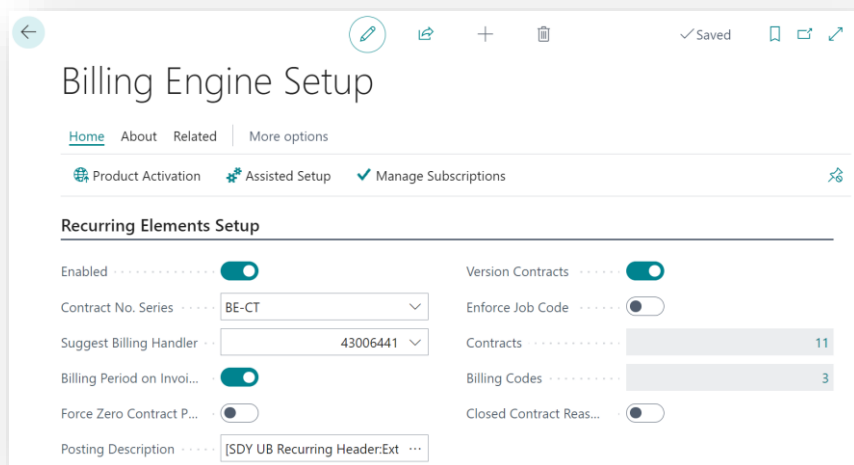 Saved
Billing Engine Setup
Home About Related More options
Product Activation Assisted Setup Manage Subscriptions
Recurring Elements Setup
Enabled
Contract No. Series BE-CT
Suggest Billing Handler 43006441
Billing Period on Invoi...
Force Zero Contract P...
Posting Description [SDY UB Recurring Header:Ext ...
Version Contracts
Enforce Job Code
Contracts 11
Billing Codes 3
Closed Contract Reas...